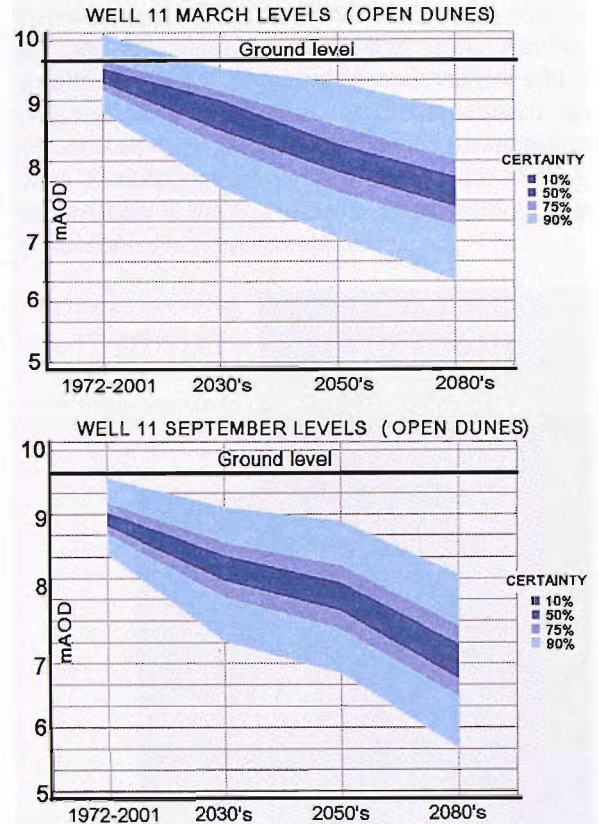 WELL 11 MARCH LEVELS (OPEN DUNES)
10
Ground level
9
8
7
6
5
mAOD
CERTAINTY
10%
50%
75%
90%
1972-2001 2030's 2050's 2080's
WELL 11 SEPTEMBER LEVELS (OPEN DUNES)
10
Ground level
9
8
7
6
5
mAOD
CERTAINTY
10%
50%
75%
90%
1972-2001 2030's 2050's 2080's